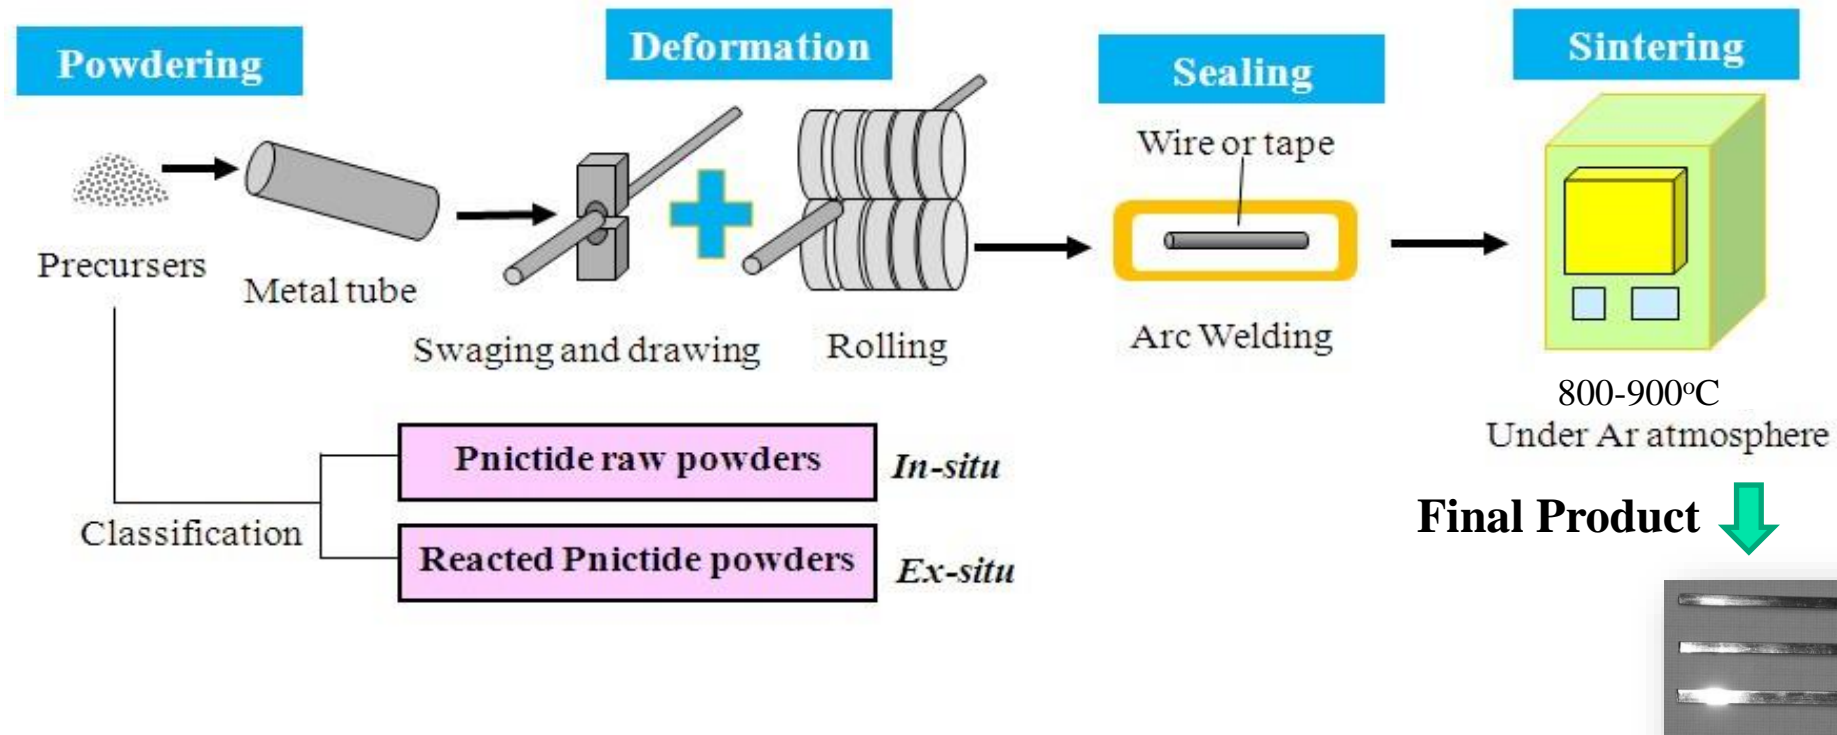 Powdering
Deformation
Sealing
Sintering
Precursers
Metal tube
Swaging and drawing
Rolling
Wire or tape
Arc Welding
800-900°C
Under Ar atmosphere
Classification
Pnictide raw powders
In-situ
Reacted Pnictide powders
Ex-situ
Final Product